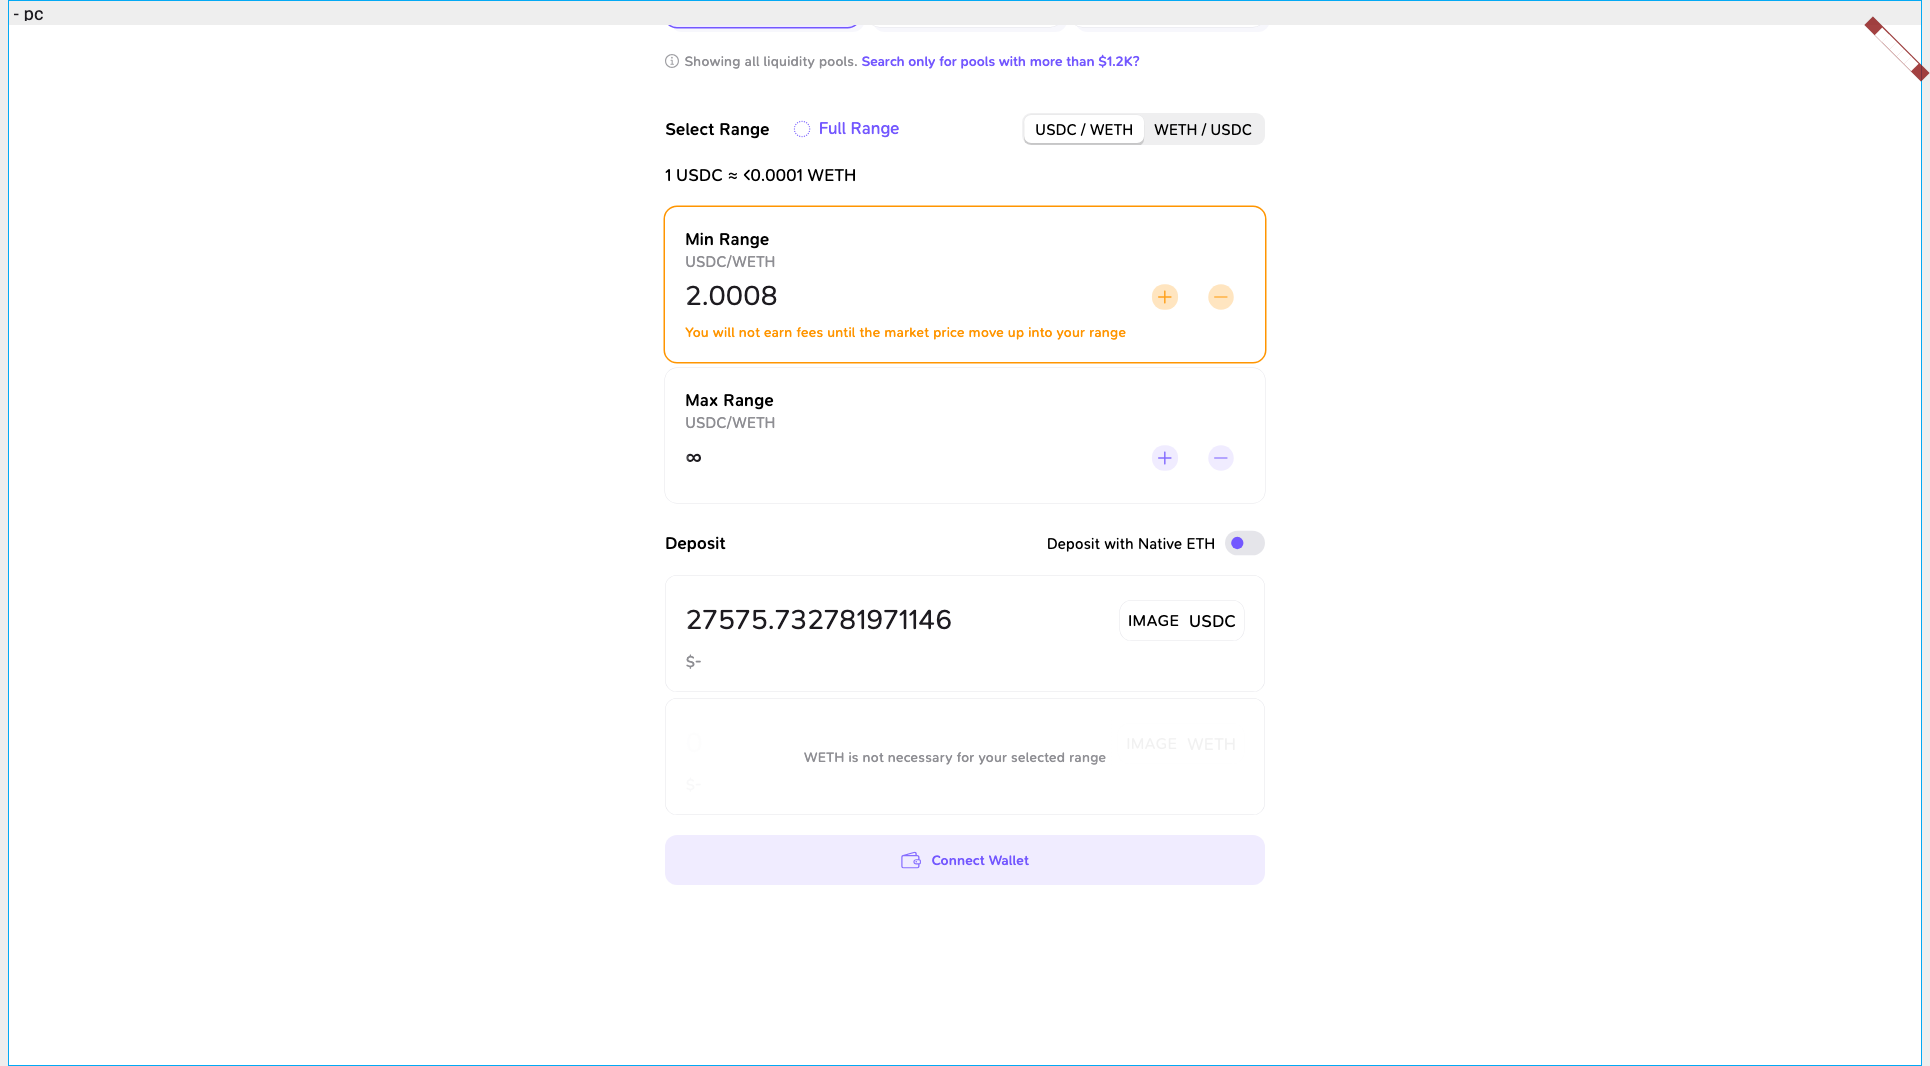 - pc
Showing all liquidity pools. Search only for pools with more than $1.2K?
Select Range
Full Range
USDC / WETH
WETH / USDC
1 USDC ≈ <0.0001 WETH
Min Range
USDC/WETH
2.0008
You will not earn fees until the market price move up into your range
Max Range
USDC/WETH
∞
Deposit
Deposit with Native ETH
27575.732781971146
IMAGE USDC
$-
0
IMAGE WETH
WETH is not necessary for your selected range
$-
Connect Wallet